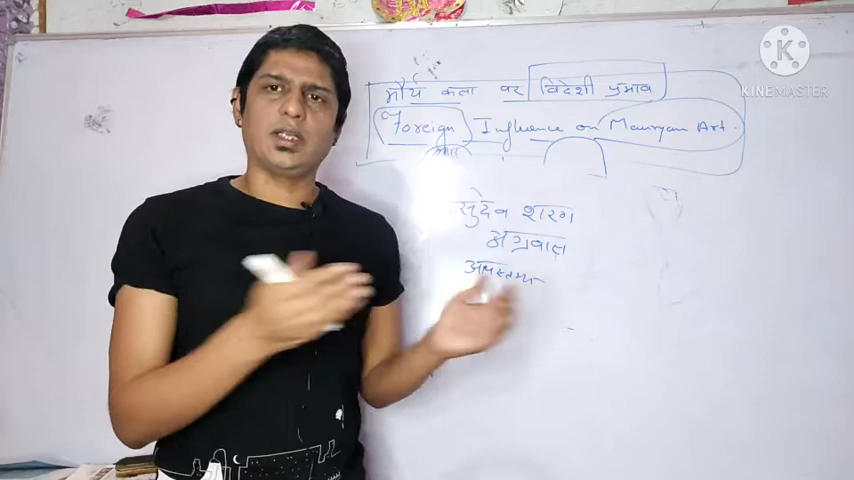 मौर्य कला पर विदेशी प्रभाव
Foreign Influence on Mauryan Art.
सुदेव शरण
अग्रवाल
KINEMASTER